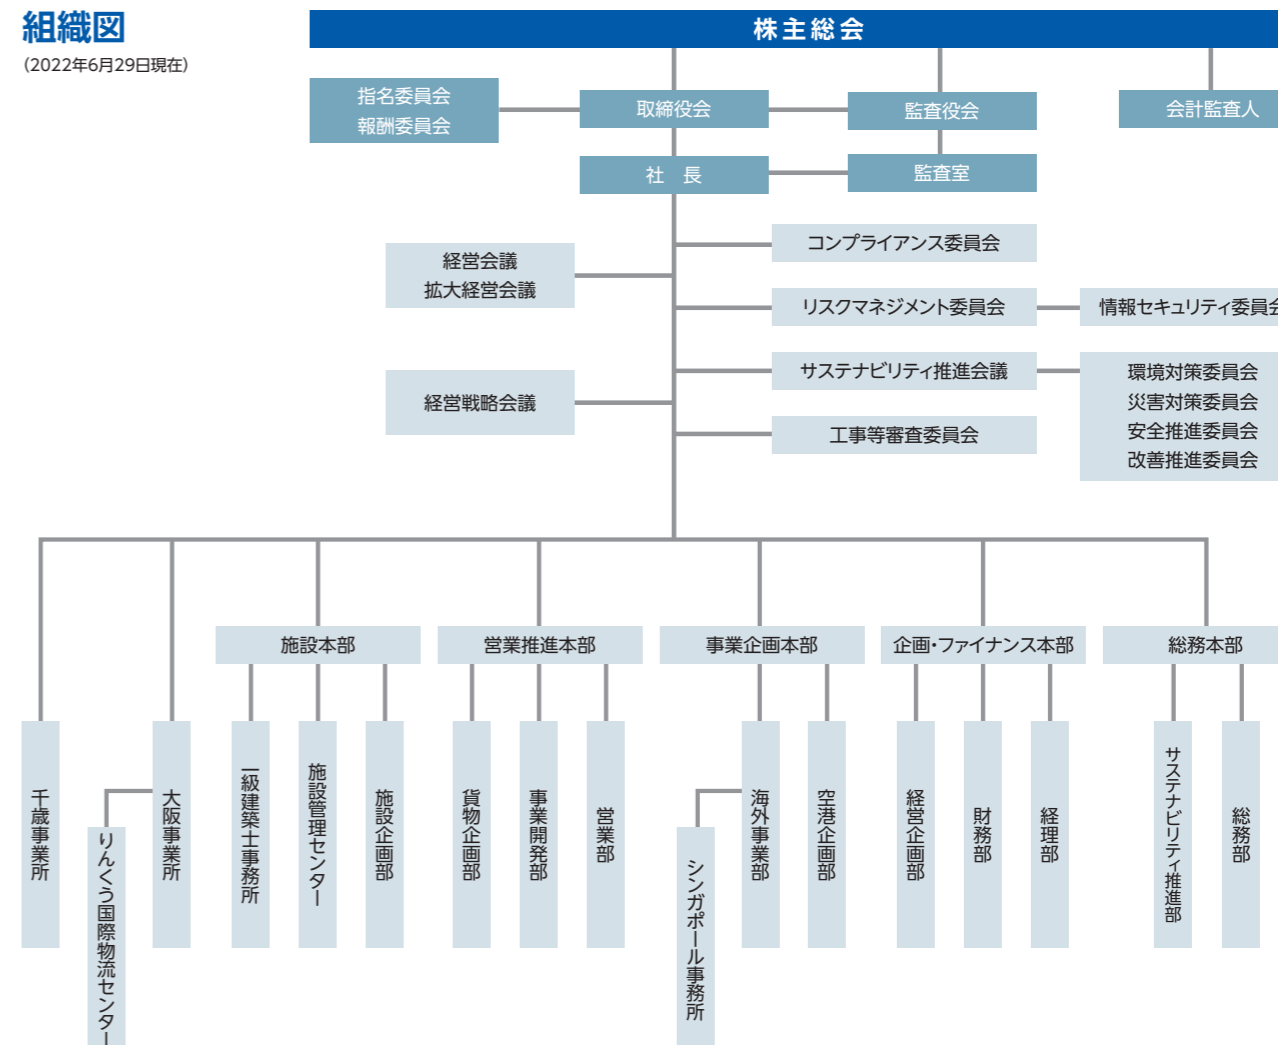 組織図
（2022年6月29日現在）
株主総会
指名委員会
報酬委員会
取締役会
監査役会
会計監査人
社　長
監査室
コンプライアンス委員会
経営会議
拡大経営会議
リスクマネジメント委員会
情報セキュリティ委員会
サステナビリティ推進会議
環境対策委員会
災害対策委員会
安全推進委員会
改善推進委員会
経営戦略会議
工事等審査委員会
施設本部
営業推進本部
事業企画本部
企画・ファイナンス本部
総務本部
千歳事業所
りんくう国際物流センター
大阪事業所
一級建築士事務所
施設管理センター
施設企画部
貨物企画部
事業開発部
営業部
シンガポール事務所
海外事業部
空港企画部
経営企画部
財務部
経理部
サステナビリティ推進部
総務部